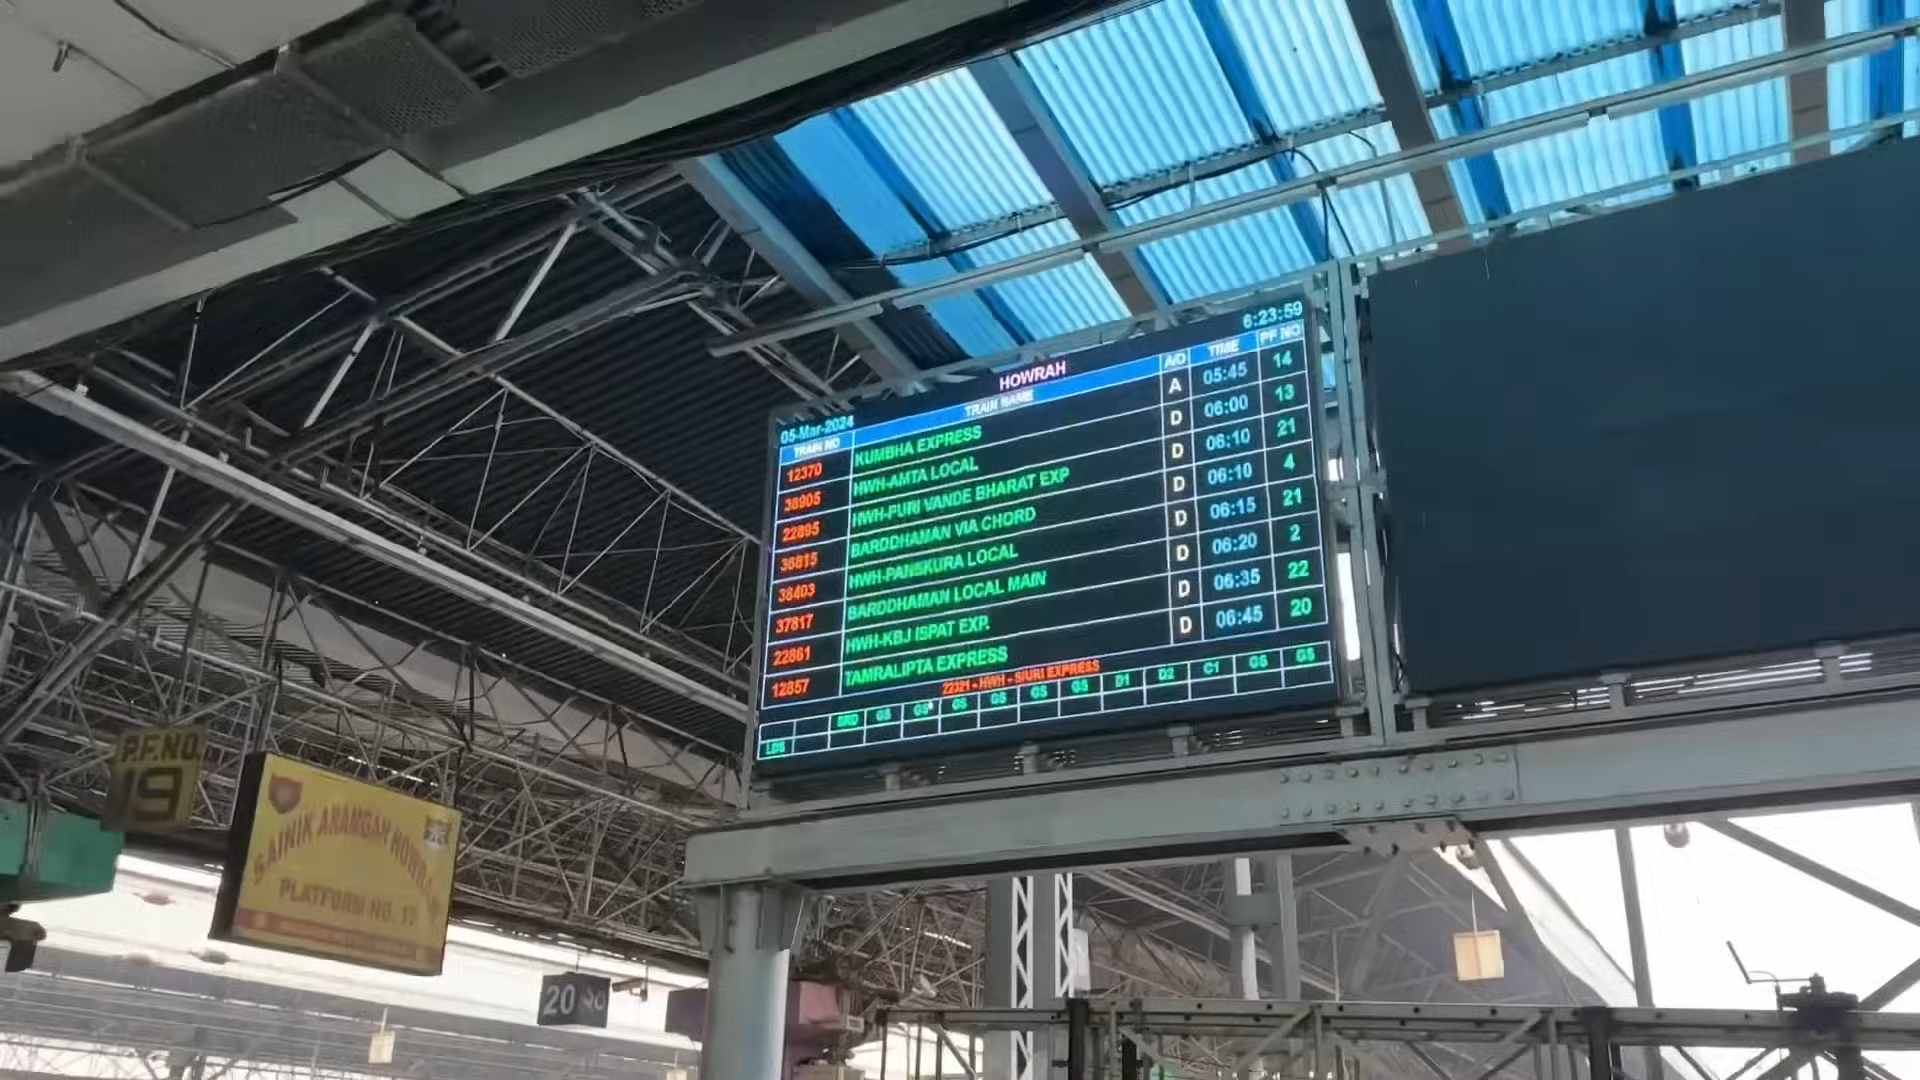 6:23:59
HOWRAH
05-Mar-2024
TRAIN NO TRAIN NAME A/D TIME PF NO
12370 KUMBHA EXPRESS A 05:45 14
38905 HWH-AMTA LOCAL D 06:00 13
22895 HWH-PURI VANDE BHARAT EXP D 06:10 21
36815 BARDDHAMAN VIA CHORD D 06:10 4
38403 HWH-PANSKURA LOCAL D 06:15 21
37817 BARDDHAMAN LOCAL MAIN D 06:20 2
22861 HWH-KBJ ISPAT EXP. D 06:35 22
12857 TAMRALIPTA EXPRESS D 06:45 20
22321 - HWH - SIURI EXPRESS
SRD GS GS GS GS GS GS D1 D2 C1 GS GS
P.F.NO.
19
SAINIK ARAMGAH HOWRAH
PLATFORM NO.
20